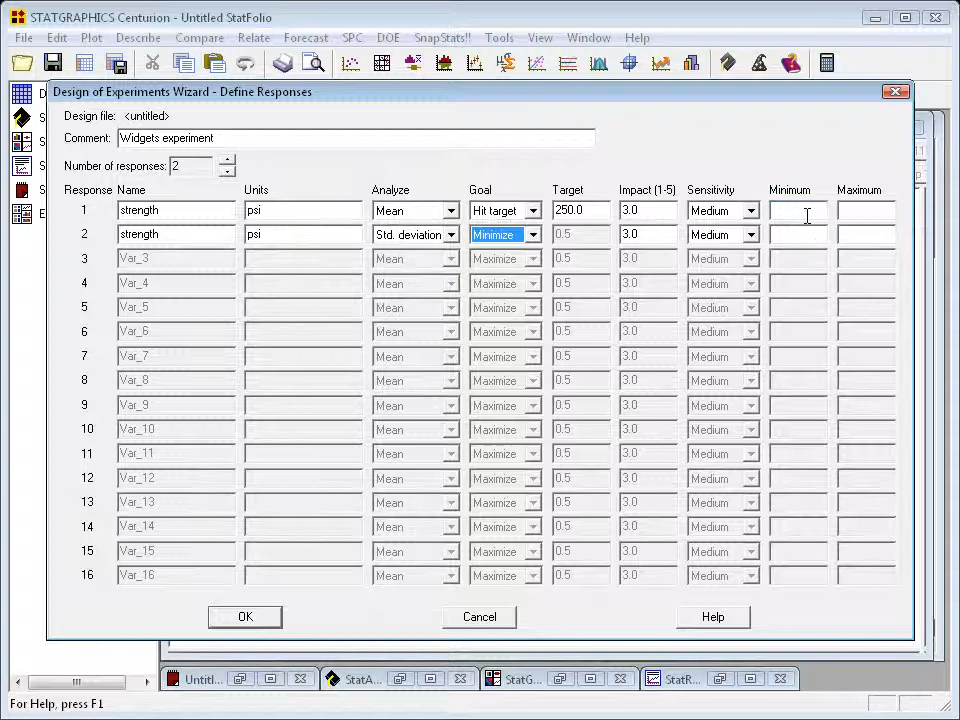 STATGRAPHICS Centurion - Untitled StatFolio
File Edit Plot Describe Compare Relate Forecast SPC DOE SnapStats!! Tools View Window Help
Design of Experiments Wizard - Define Responses
Design file: <untitled>
Comment: Widgets experiment
Number of responses: 2
Response Name Units Analyze Goal Target Impact (1-5) Sensitivity Minimum Maximum
1 strength psi Mean Hit target 250.0 3.0 Medium
2 strength psi Std. deviation Minimize 0.5 3.0 Medium
3 Var_3 Mean Maximize 0.5 3.0 Medium
4 Var_4 Mean Maximize 0.5 3.0 Medium
5 Var_5 Mean Maximize 0.5 3.0 Medium
6 Var_6 Mean Maximize 0.5 3.0 Medium
7 Var_7 Mean Maximize 0.5 3.0 Medium
8 Var_8 Mean Maximize 0.5 3.0 Medium
9 Var_9 Mean Maximize 0.5 3.0 Medium
10 Var_10 Mean Maximize 0.5 3.0 Medium
11 Var_11 Mean Maximize 0.5 3.0 Medium
12 Var_12 Mean Maximize 0.5 3.0 Medium
13 Var_13 Mean Maximize 0.5 3.0 Medium
14 Var_14 Mean Maximize 0.5 3.0 Medium
15 Var_15 Mean Maximize 0.5 3.0 Medium
16 Var_16 Mean Maximize 0.5 3.0 Medium
OK Cancel Help
Untitl... StatA... StatG... StatR...
For Help, press F1